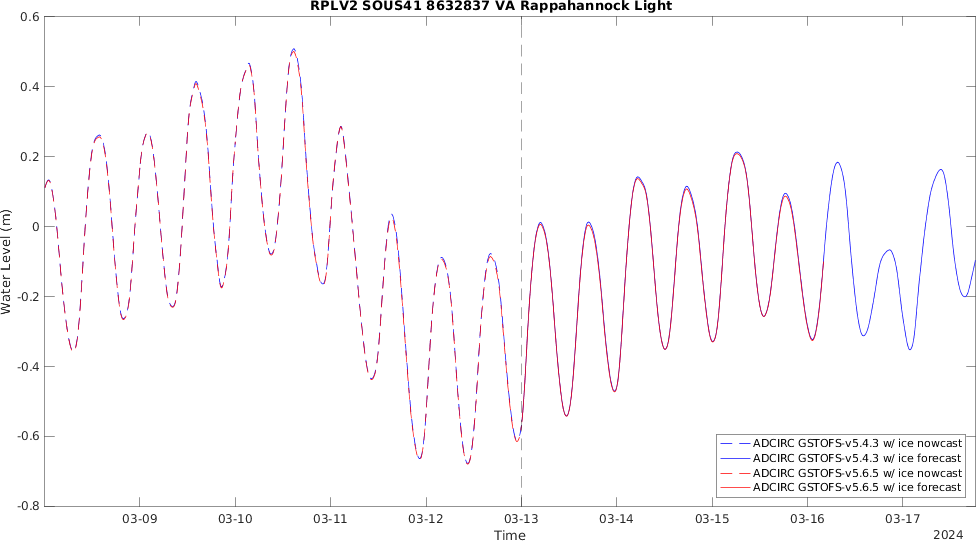 RPLV2 SOUS41 8632837 VA Rappahannock Light
0.6
0.4
0.2
0
-0.2
-0.4
-0.6
-0.8
Water Level (m)
ADCIRC GSTOFS-v5.4.3 w/ ice nowcast
ADCIRC GSTOFS-v5.4.3 w/ ice forecast
ADCIRC GSTOFS-v5.6.5 w/ ice nowcast
ADCIRC GSTOFS-v5.6.5 w/ ice forecast
03-09 03-10 03-11 03-12 03-13 03-14 03-15 03-16 03-17
Time
2024